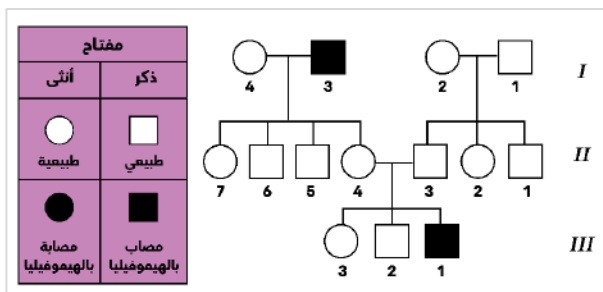 مفتاح
ذكر أنثى
طبيعي طبيعية
مصاب بالهيموفيليا
مصابة بالهيموفيليا
4 3 2 1 I
7 6 5 4 3 2 1 II
3 2 1 III